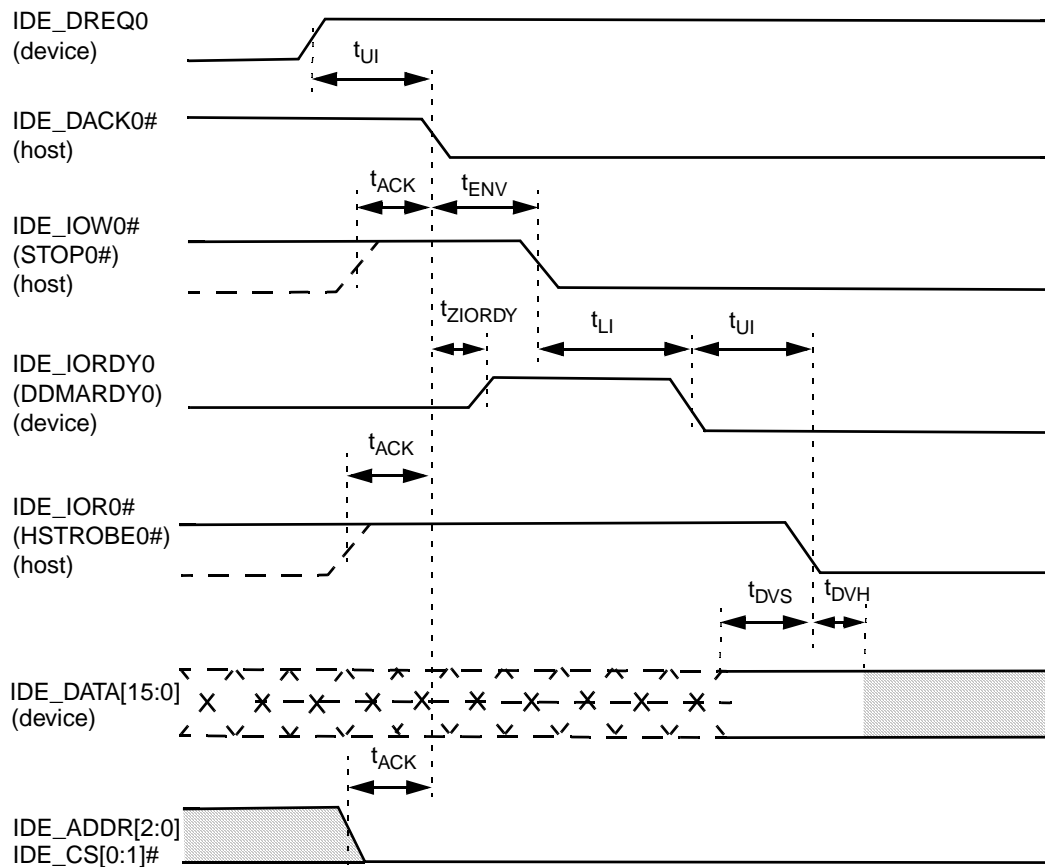 IDE_DREQ0
(device)
tUI
IDE_DACK0#
(host)
tACK
tENV
IDE_IOW0#
(STOP0#)
(host)
tZIORDY
tLI
tUI
IDE_IORDY0
(DDMARDY0)
(device)
tACK
IDE_IOR0#
(HSTROBE0#)
(host)
tDVS
tDVH
IDE_DATA[15:0]
(device)
tACK
IDE_ADDR[2:0]
IDE_CS[0:1]#